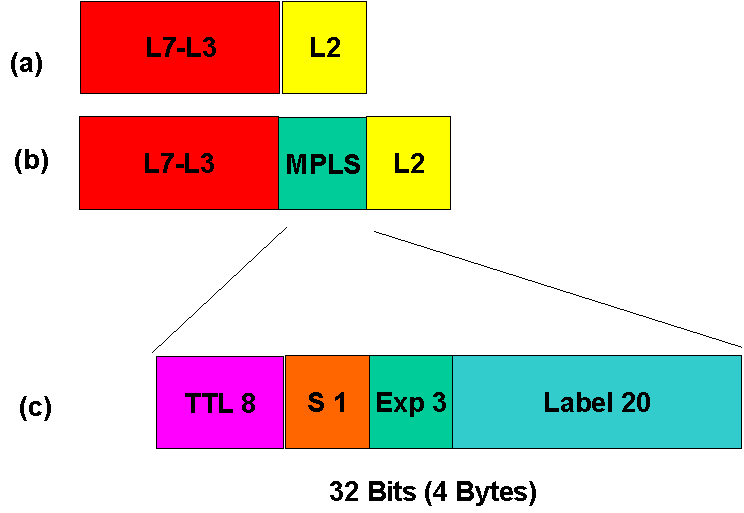 (a) L7-L3 L2
(b) L7-L3 MPLS L2
(c) TTL 8 S 1 Exp 3 Label 20
32 Bits (4 Bytes)